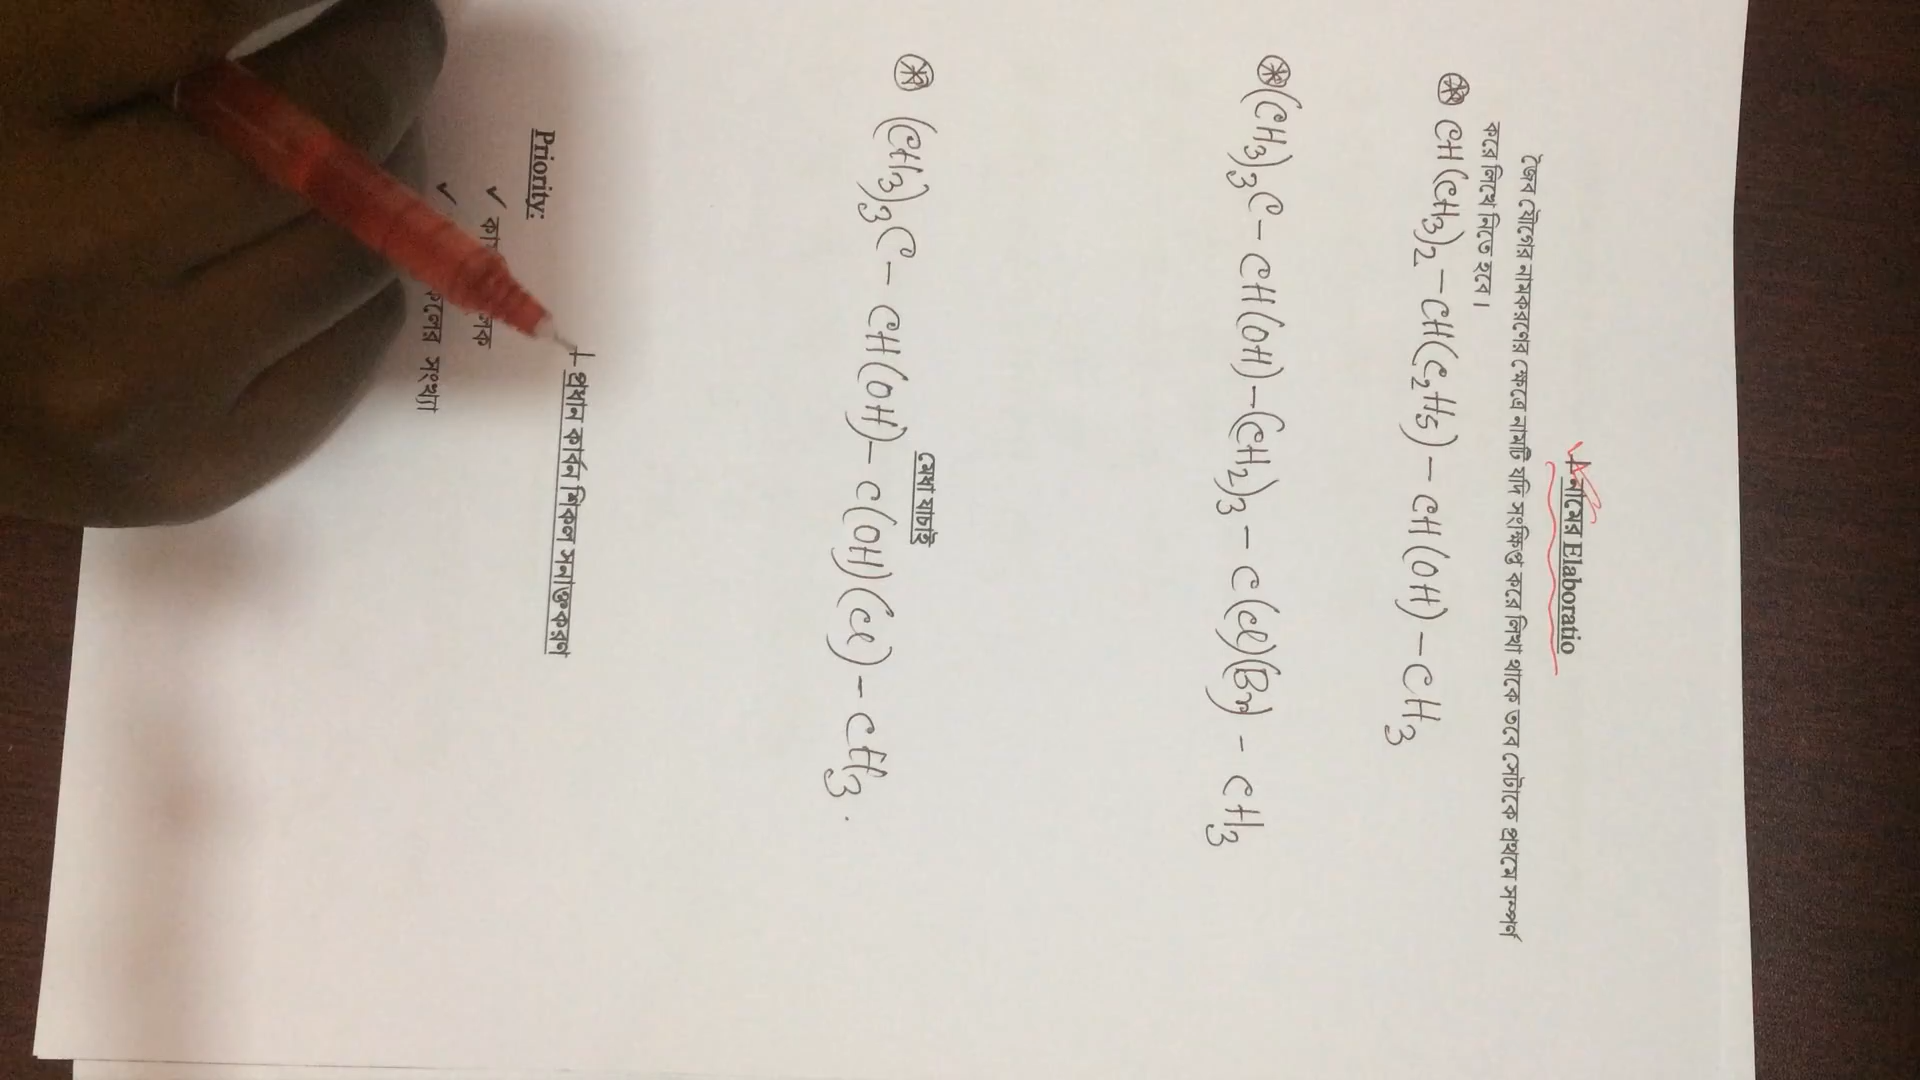 নামের Elaboratio
জৈব যৌগের নামকরণের ক্ষেত্রে নামটি যদি সংক্ষিপ্ত করে লিখা থাকে তবে সেটাকে প্রথমে সম্পূর্ণ
করে লিখে নিতে হবে।
CH(CH₃)₂ – CH(C₂H₅) – CH(OH) – CH₃
(CH₃)₃C – CH(OH) – (CH₂)₃ – C(Cl)(Br) – CH₃
মেধা যাচাই
(CH₃)₃C – CH(OH) – C(OH)(Cl) – CH₃.
প্রধান কার্বন শিকল সনাক্তকরণ
Priority:
✓
✓ সংখ্যা